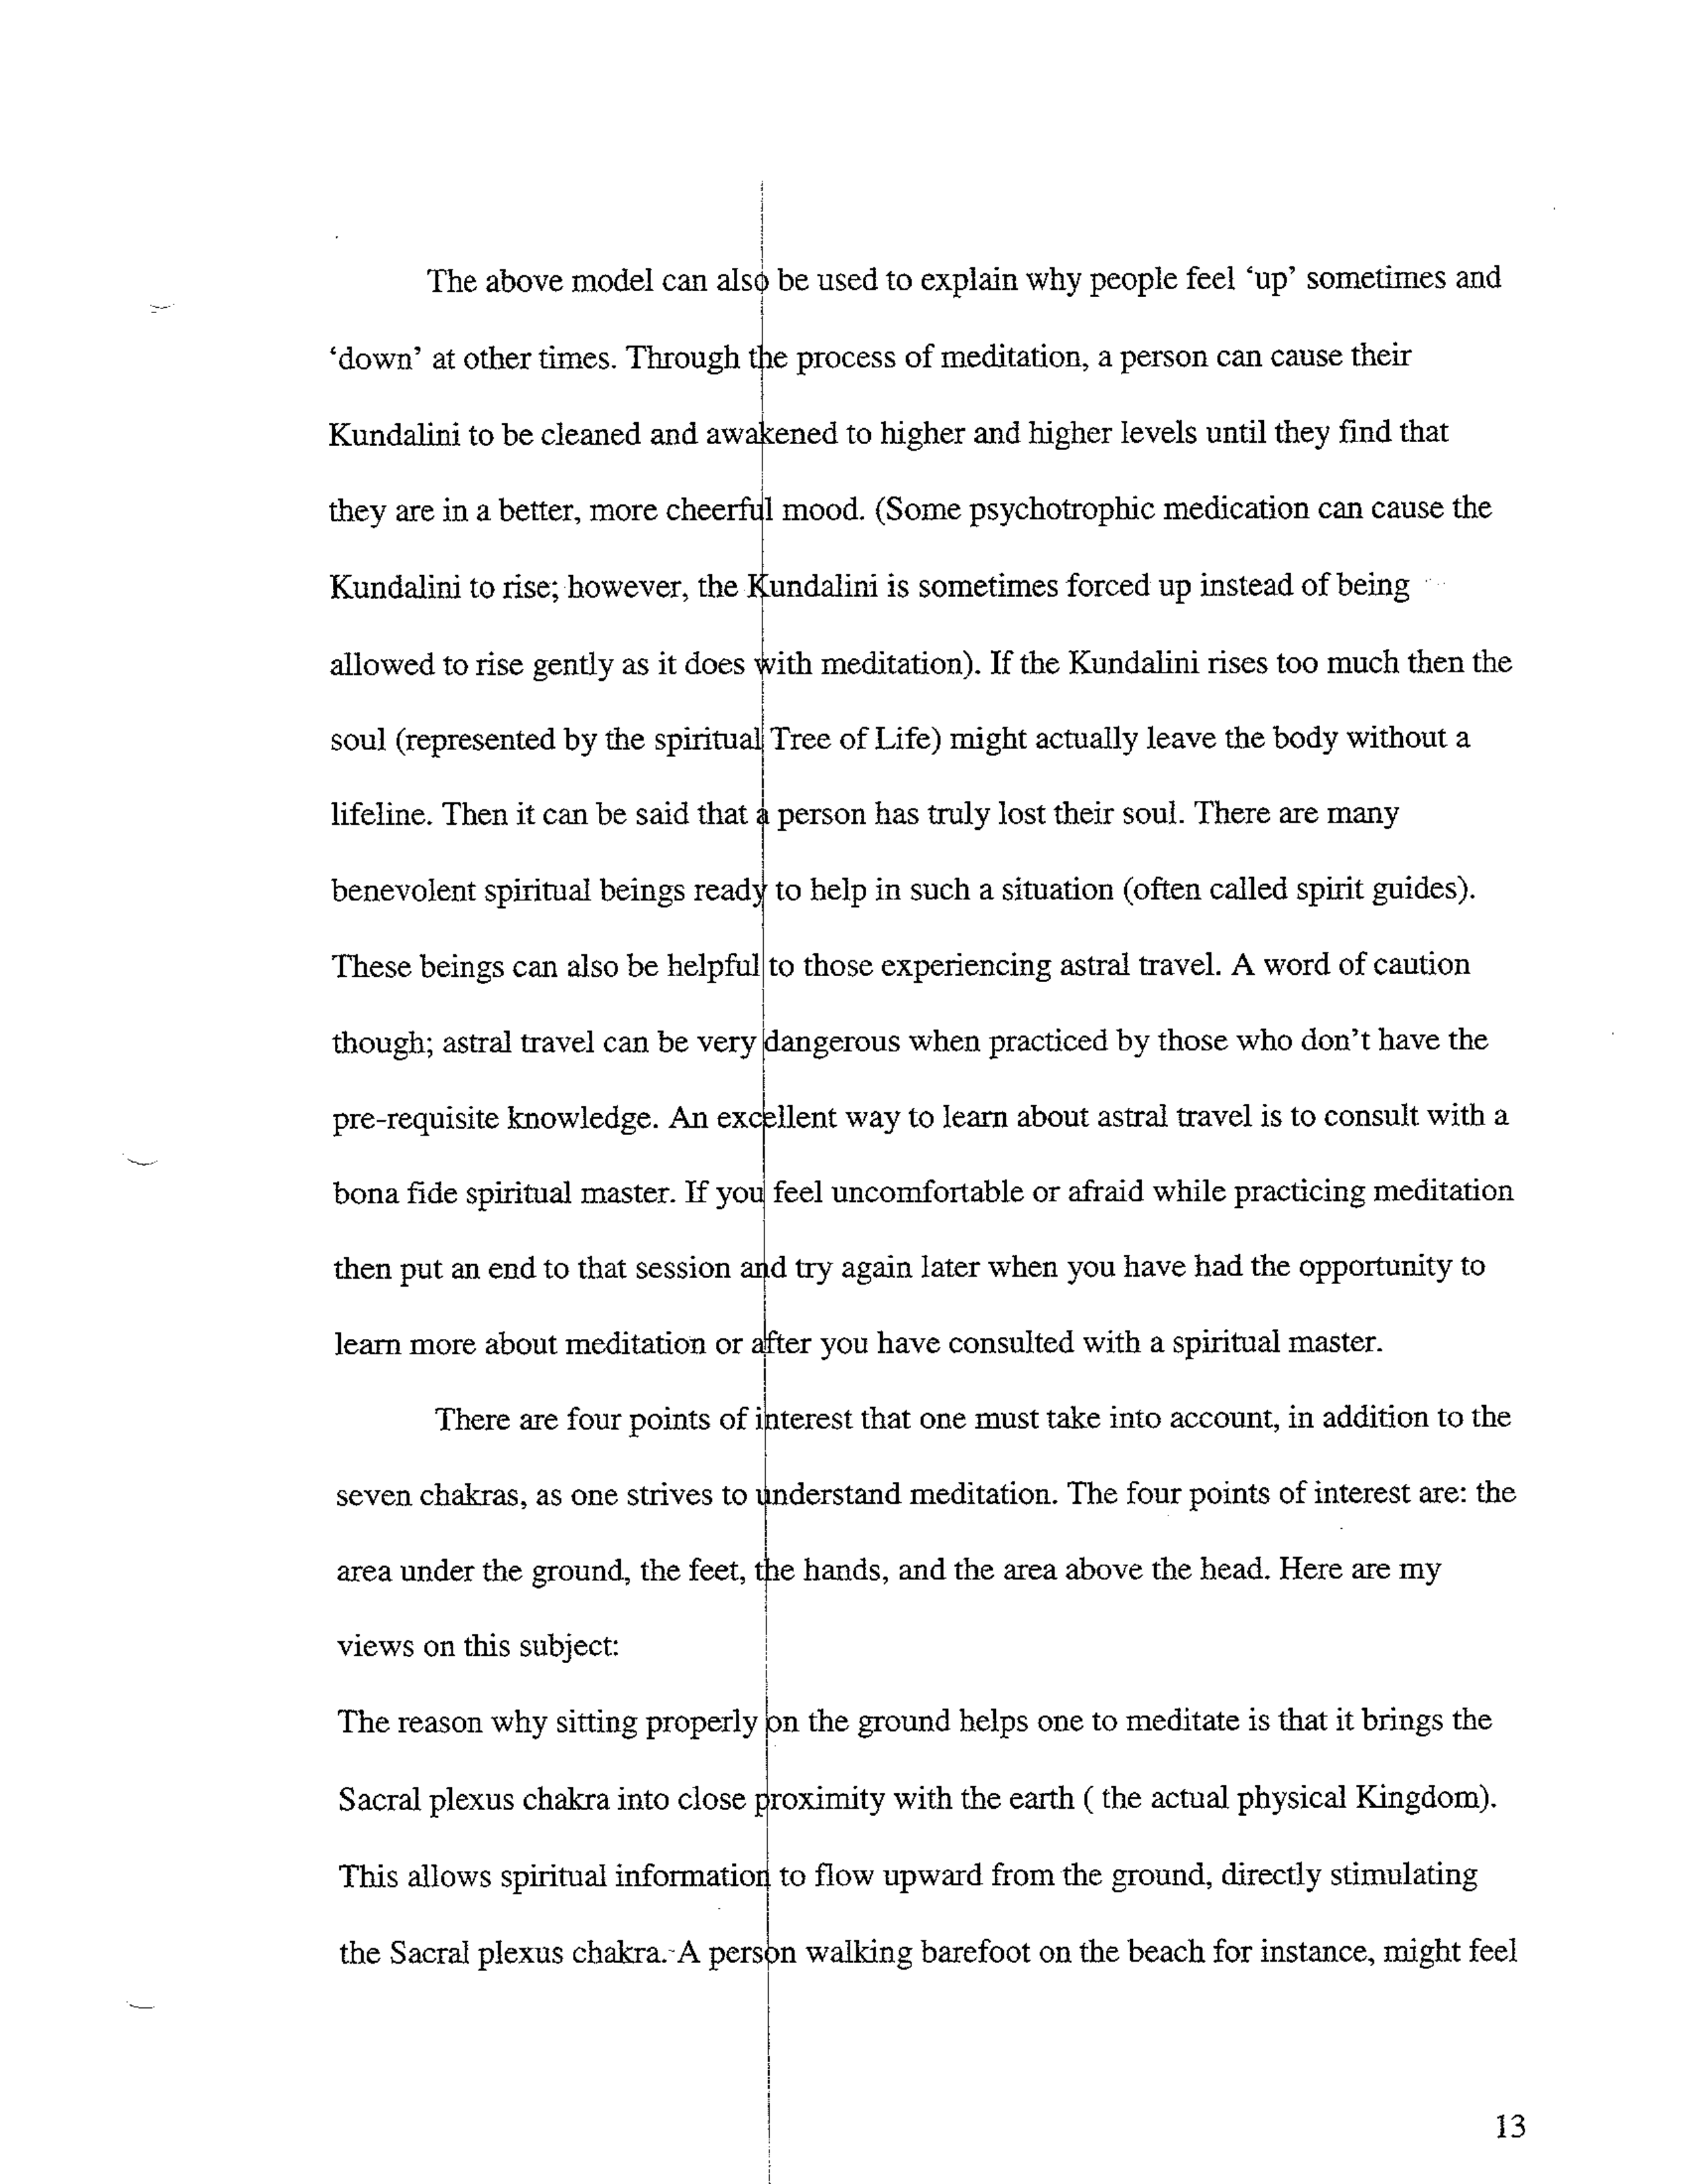 The above model can also be used to explain why people feel ‘up’ sometimes and
‘down’ at other times. Through the process of meditation, a person can cause their
Kundalini to be cleaned and awakened to higher and higher levels until they find that
they are in a better, more cheerful mood. (Some psychotrophic medication can cause the
Kundalini to rise; however, the Kundalini is sometimes forced up instead of being
allowed to rise gently as it does with meditation). If the Kundalini rises too much then the
soul (represented by the spiritual Tree of Life) might actually leave the body without a
lifeline. Then it can be said that a person has truly lost their soul. There are many
benevolent spiritual beings ready to help in such a situation (often called spirit guides).
These beings can also be helpful to those experiencing astral travel. A word of caution
though; astral travel can be very dangerous when practiced by those who don’t have the
pre-requisite knowledge. An excellent way to learn about astral travel is to consult with a
bona fide spiritual master. If you feel uncomfortable or afraid while practicing meditation
then put an end to that session and try again later when you have had the opportunity to
learn more about meditation or after you have consulted with a spiritual master.
There are four points of interest that one must take into account, in addition to the
seven chakras, as one strives to understand meditation. The four points of interest are: the
area under the ground, the feet, the hands, and the area above the head. Here are my
views on this subject:
The reason why sitting properly on the ground helps one to meditate is that it brings the
Sacral plexus chakra into close proximity with the earth ( the actual physical Kingdom).
This allows spiritual information to flow upward from the ground, directly stimulating
the Sacral plexus chakra. A person walking barefoot on the beach for instance, might feel
13